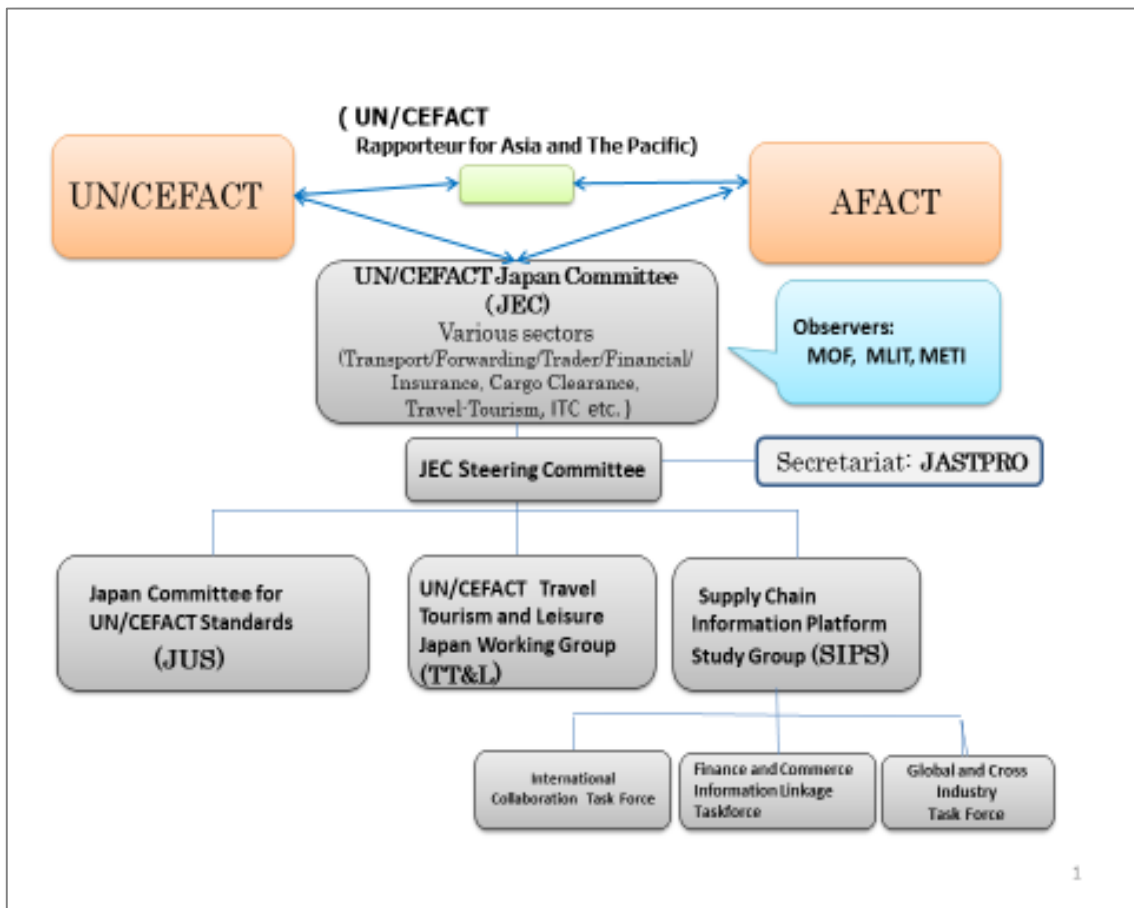 ( UN/CEFACT
Rapporteur for Asia and The Pacific)
UN/CEFACT
AFACT
UN/CEFACT Japan Committee
(JEC)
Various sectors
(Transport/Forwarding/Trader/Financial/
Insurance, Cargo Clearance,
Travel-Tourism, ITC etc. )
Observers:
MOF, MLIT, METI
JEC Steering Committee
Secretariat: JASTPRO
Japan Committee for
UN/CEFACT Standards
(JUS)
UN/CEFACT Travel
Tourism and Leisure
Japan Working Group
(TT&L)
Supply Chain
Information Platform
Study Group (SIPS)
International
Collaboration Task Force
Finance and Commerce
Information Linkage
Taskforce
Global and Cross
Industry
Task Force
1